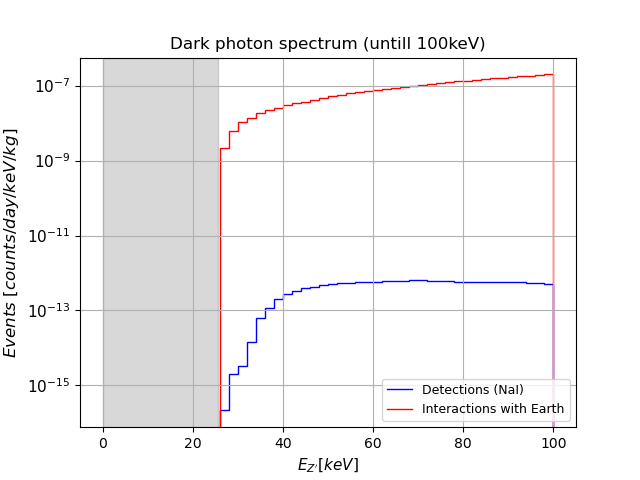 Dark photon spectrum (untill 100keV)
Events [counts/day/keV/kg]
10⁻⁷
10⁻⁹
10⁻¹¹
10⁻¹³
10⁻¹⁵
Detections (NaI)
Interactions with Earth
0 20 40 60 80 100
E_{Z'}[keV]